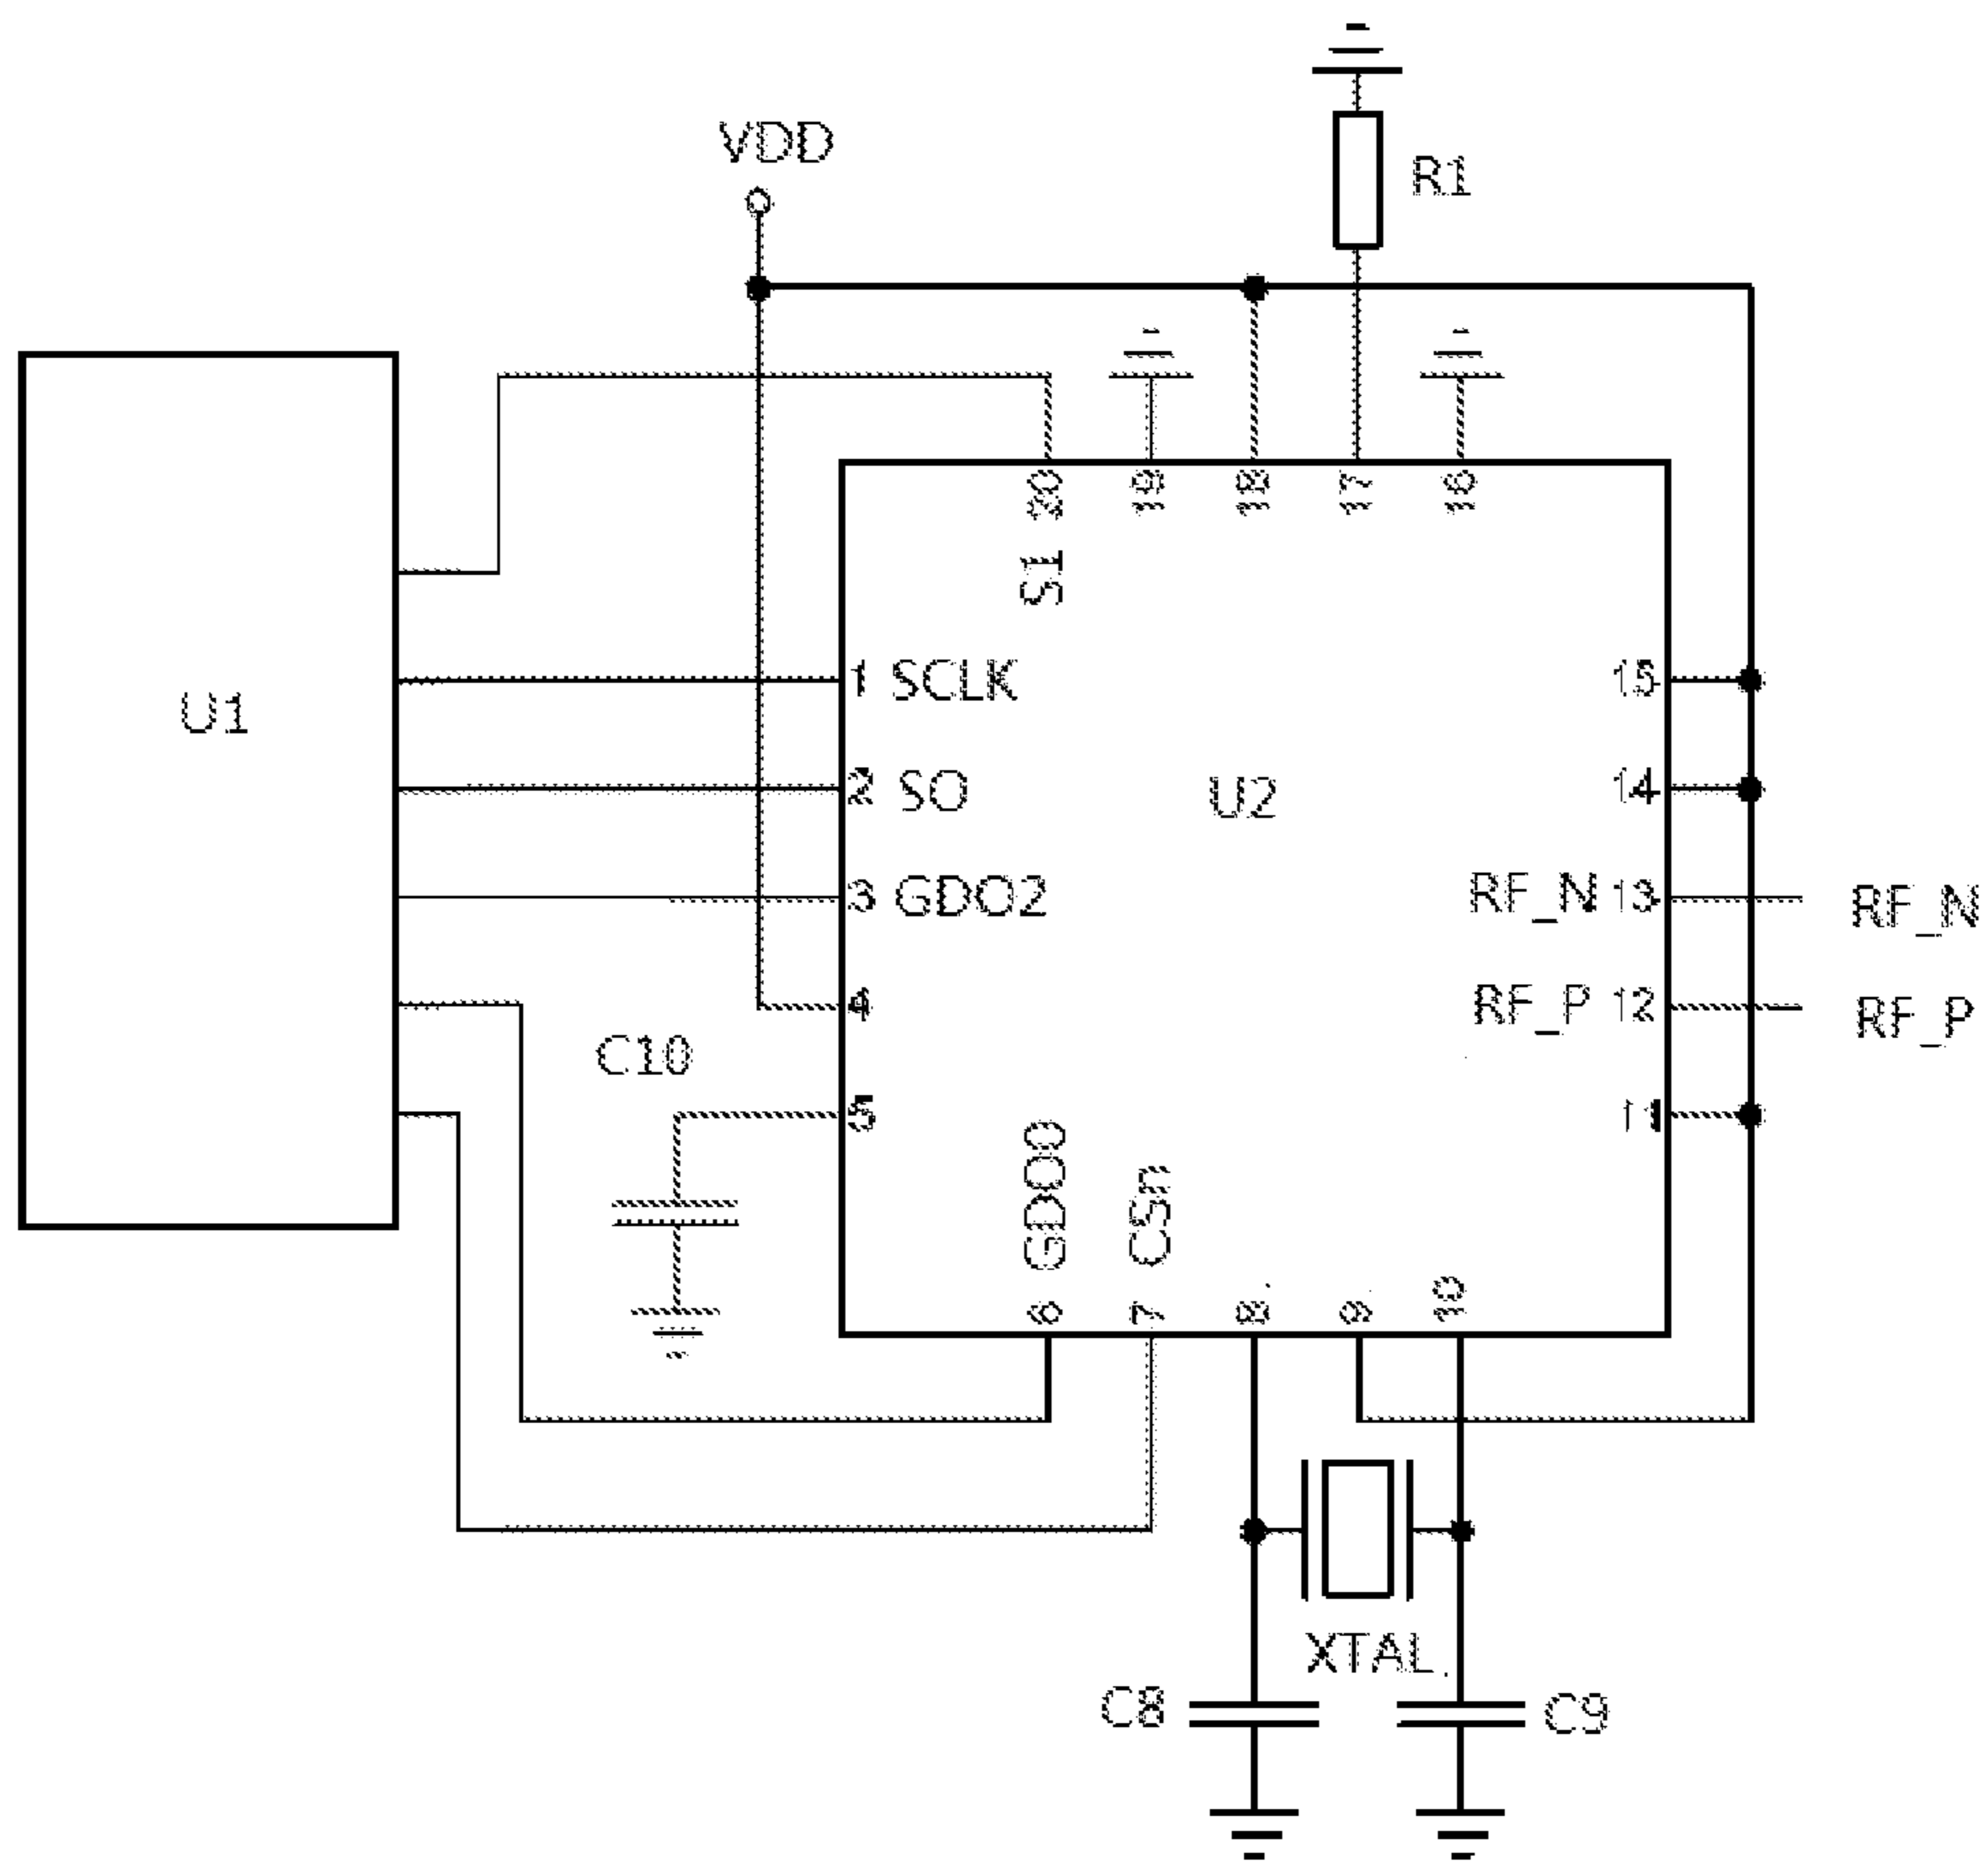 VDD
R1
20 19 18 17 16
S1
U1
1 SCLK
15
2 SO
U2
14
3 GDO2
RF_N 13
RF_N
4
RF_P 12
RF_P
C10
5
11
GDO0
CSn
6 7 8 9 10
XTAL
C8
C9